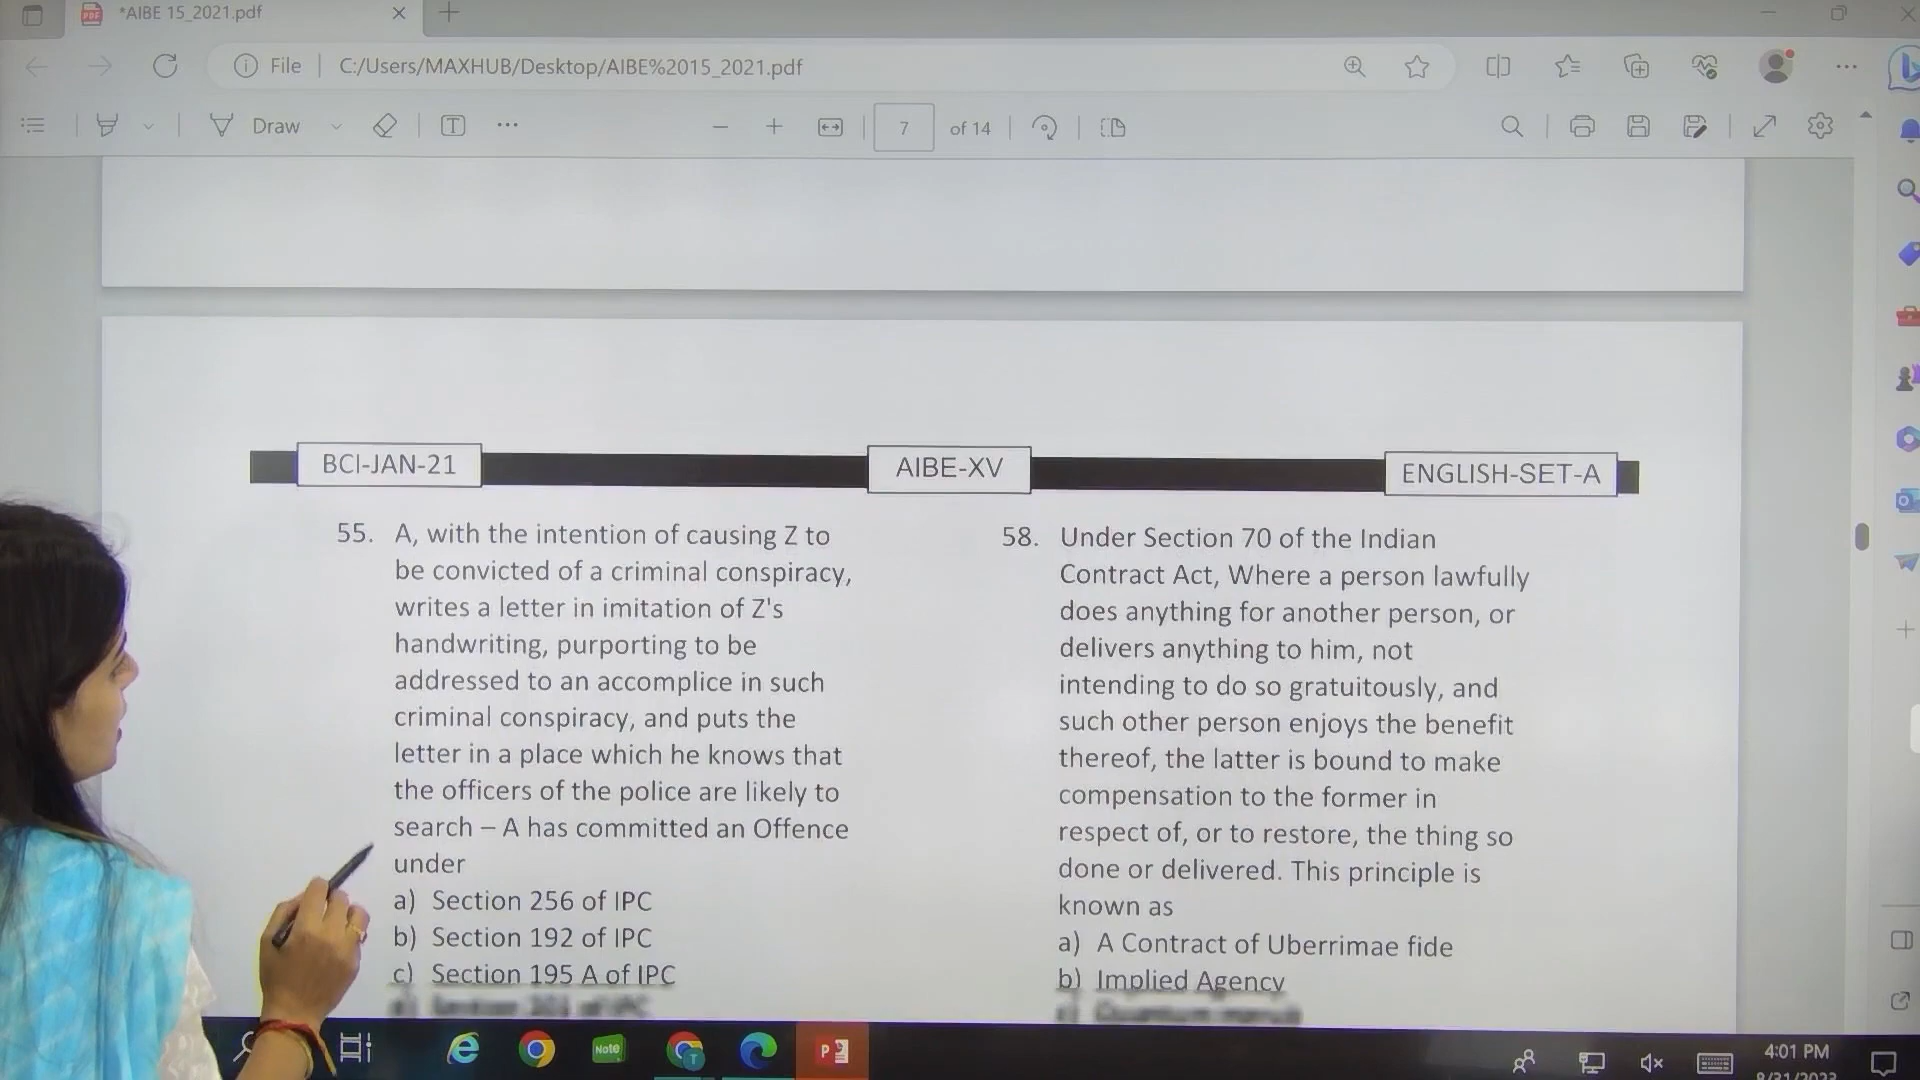 *AIBE 15_2021.pdf
File
C:/Users/MAXHUB/Desktop/AIBE%2015_2021.pdf
Draw
7
of 14
BCI-JAN-21
AIBE-XV
ENGLISH-SET-A
55. A, with the intention of causing Z to
be convicted of a criminal conspiracy,
writes a letter in imitation of Z's
handwriting, purporting to be
addressed to an accomplice in such
criminal conspiracy, and puts the
letter in a place which he knows that
the officers of the police are likely to
search – A has committed an Offence
under
a) Section 256 of IPC
b) Section 192 of IPC
c) Section 195 A of IPC
58. Under Section 70 of the Indian
Contract Act, Where a person lawfully
does anything for another person, or
delivers anything to him, not
intending to do so gratuitously, and
such other person enjoys the benefit
thereof, the latter is bound to make
compensation to the former in
respect of, or to restore, the thing so
done or delivered. This principle is
known as
a) A Contract of Uberrimae fide
b) Implied Agency
Note
4:01 PM